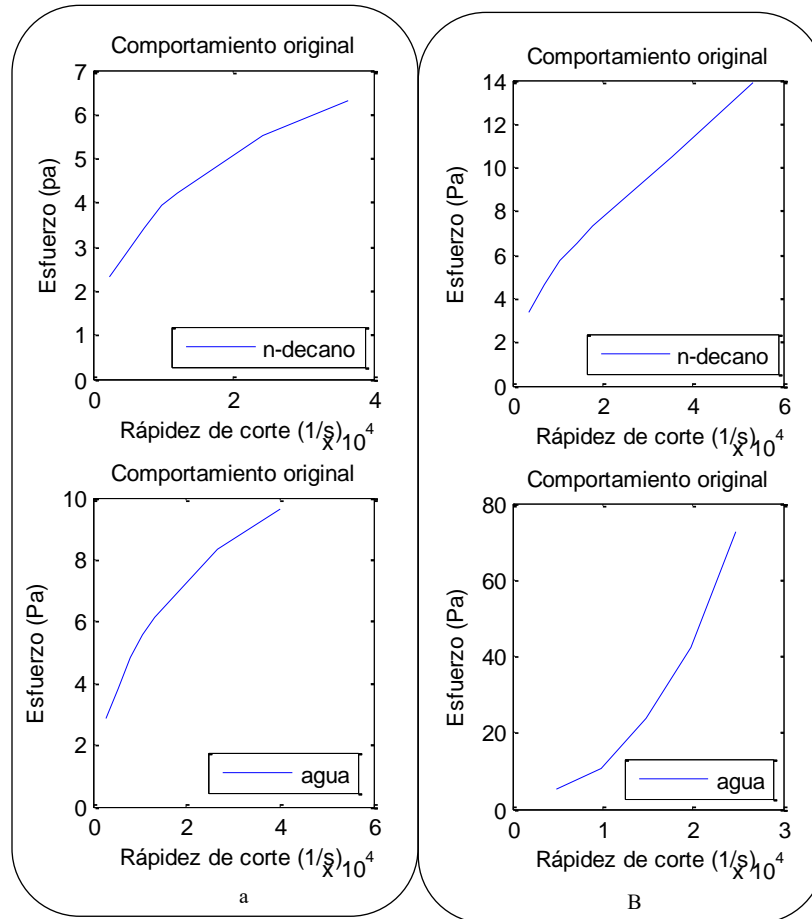 Comportamiento original
7
6
5
4
3
2
1
0
Esfuerzo (pa)
n-decano
0 2 4
Rápidez de corte (1/s) x 10^4
Comportamiento original
10
8
6
4
2
0
Esfuerzo (Pa)
agua
0 2 4 6
Rápidez de corte (1/s) x 10^4
a
Comportamiento original
14
12
10
8
6
4
2
0
Esfuerzo (Pa)
n-decano
0 2 4 6
Rápidez de corte (1/s) x 10^4
Comportamiento original
80
60
40
20
0
Esfuerzo (Pa)
agua
0 1 2 3
Rápidez de corte (1/s) x 10^4
B